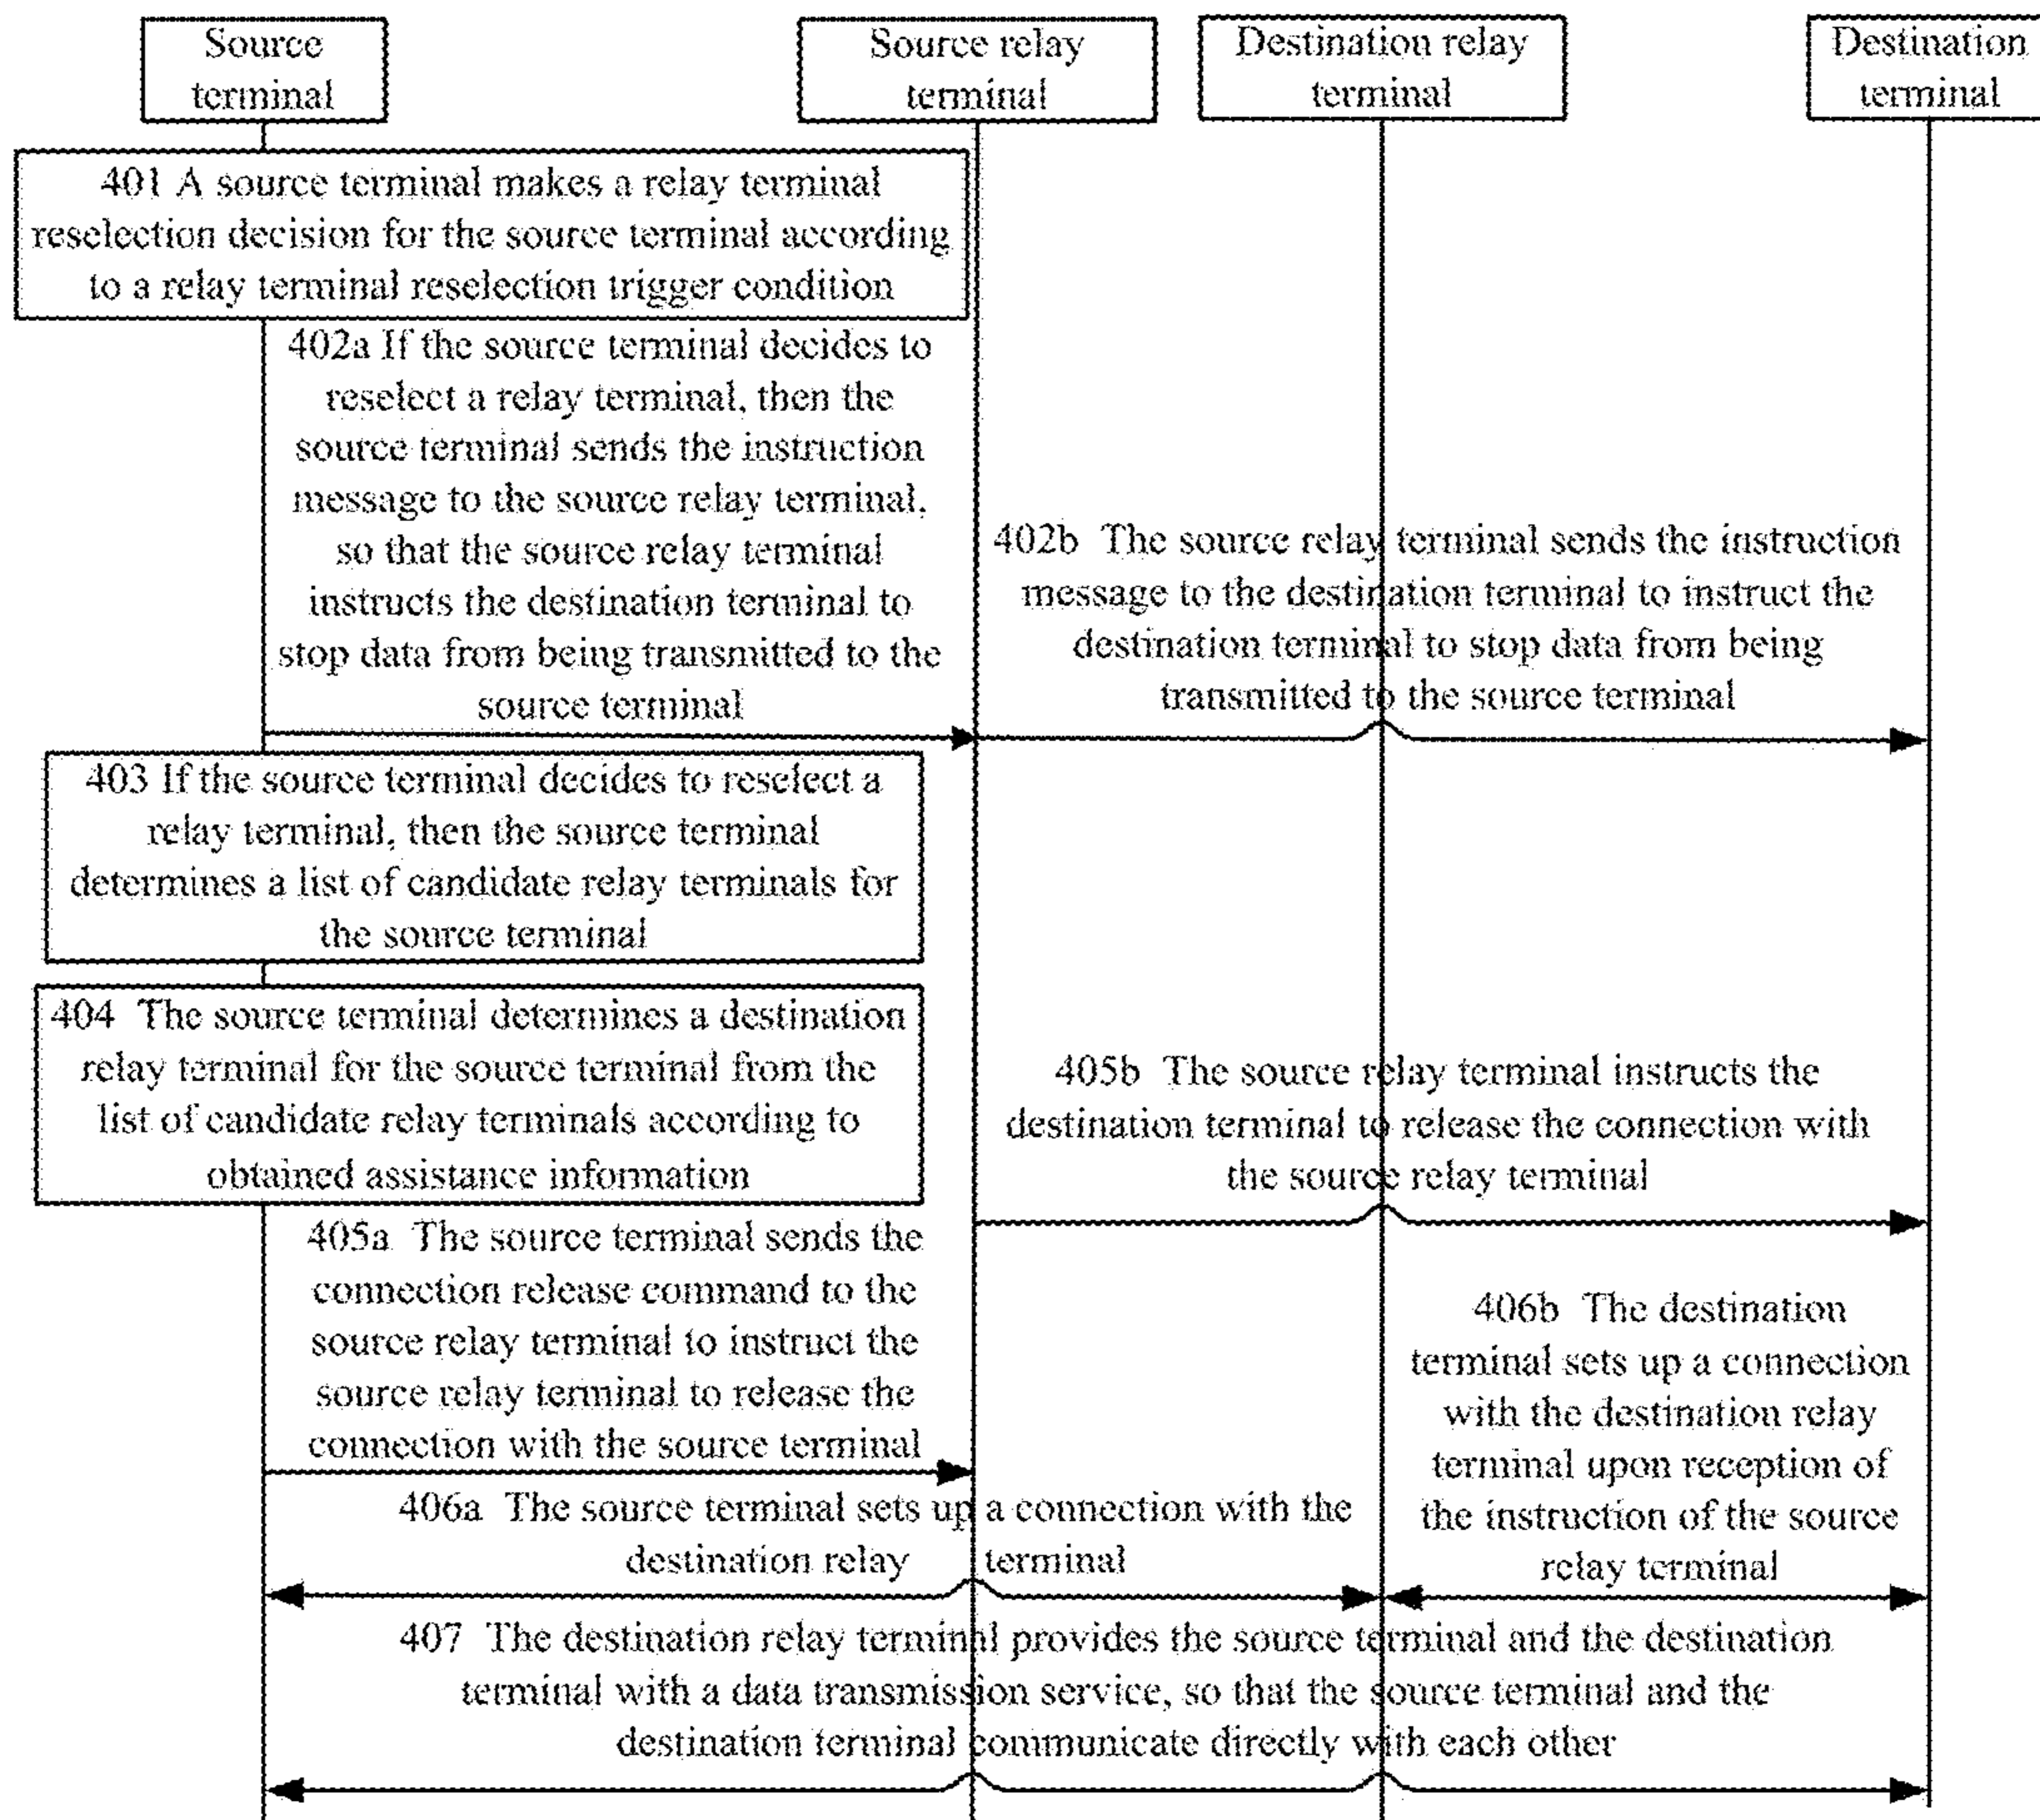 Source
terminal
Source relay
terminal
Destination relay
terminal
Destination
terminal
401 A source terminal makes a relay terminal
reselection decision for the source terminal according
to a relay terminal reselection trigger condition
402a If the source terminal decides to
reselect a relay terminal, then the
source terminal sends the instruction
message to the source relay terminal,
so that the source relay terminal
instructs the destination terminal to
stop data from being transmitted to the
source terminal
402b The source relay terminal sends the instruction
message to the destination terminal to instruct the
destination terminal to stop data from being
transmitted to the source terminal
403 If the source terminal decides to reselect a
relay terminal, then the source terminal
determines a list of candidate relay terminals for
the source terminal
404 The source terminal determines a destination
relay terminal for the source terminal from the
list of candidate relay terminals according to
obtained assistance information
405b The source relay terminal instructs the
destination terminal to release the connection with
the source relay terminal
405a The source terminal sends the
connection release command to the
source relay terminal to instruct the
source relay terminal to release the
connection with the source terminal
406b The destination
terminal sets up a connection
with the destination relay
terminal upon reception of
the instruction of the source
relay terminal
406a The source terminal sets up a connection with the
destination relay terminal
407 The destination relay terminal provides the source terminal and the destination
terminal with a data transmission service, so that the source terminal and the
destination terminal communicate directly with each other